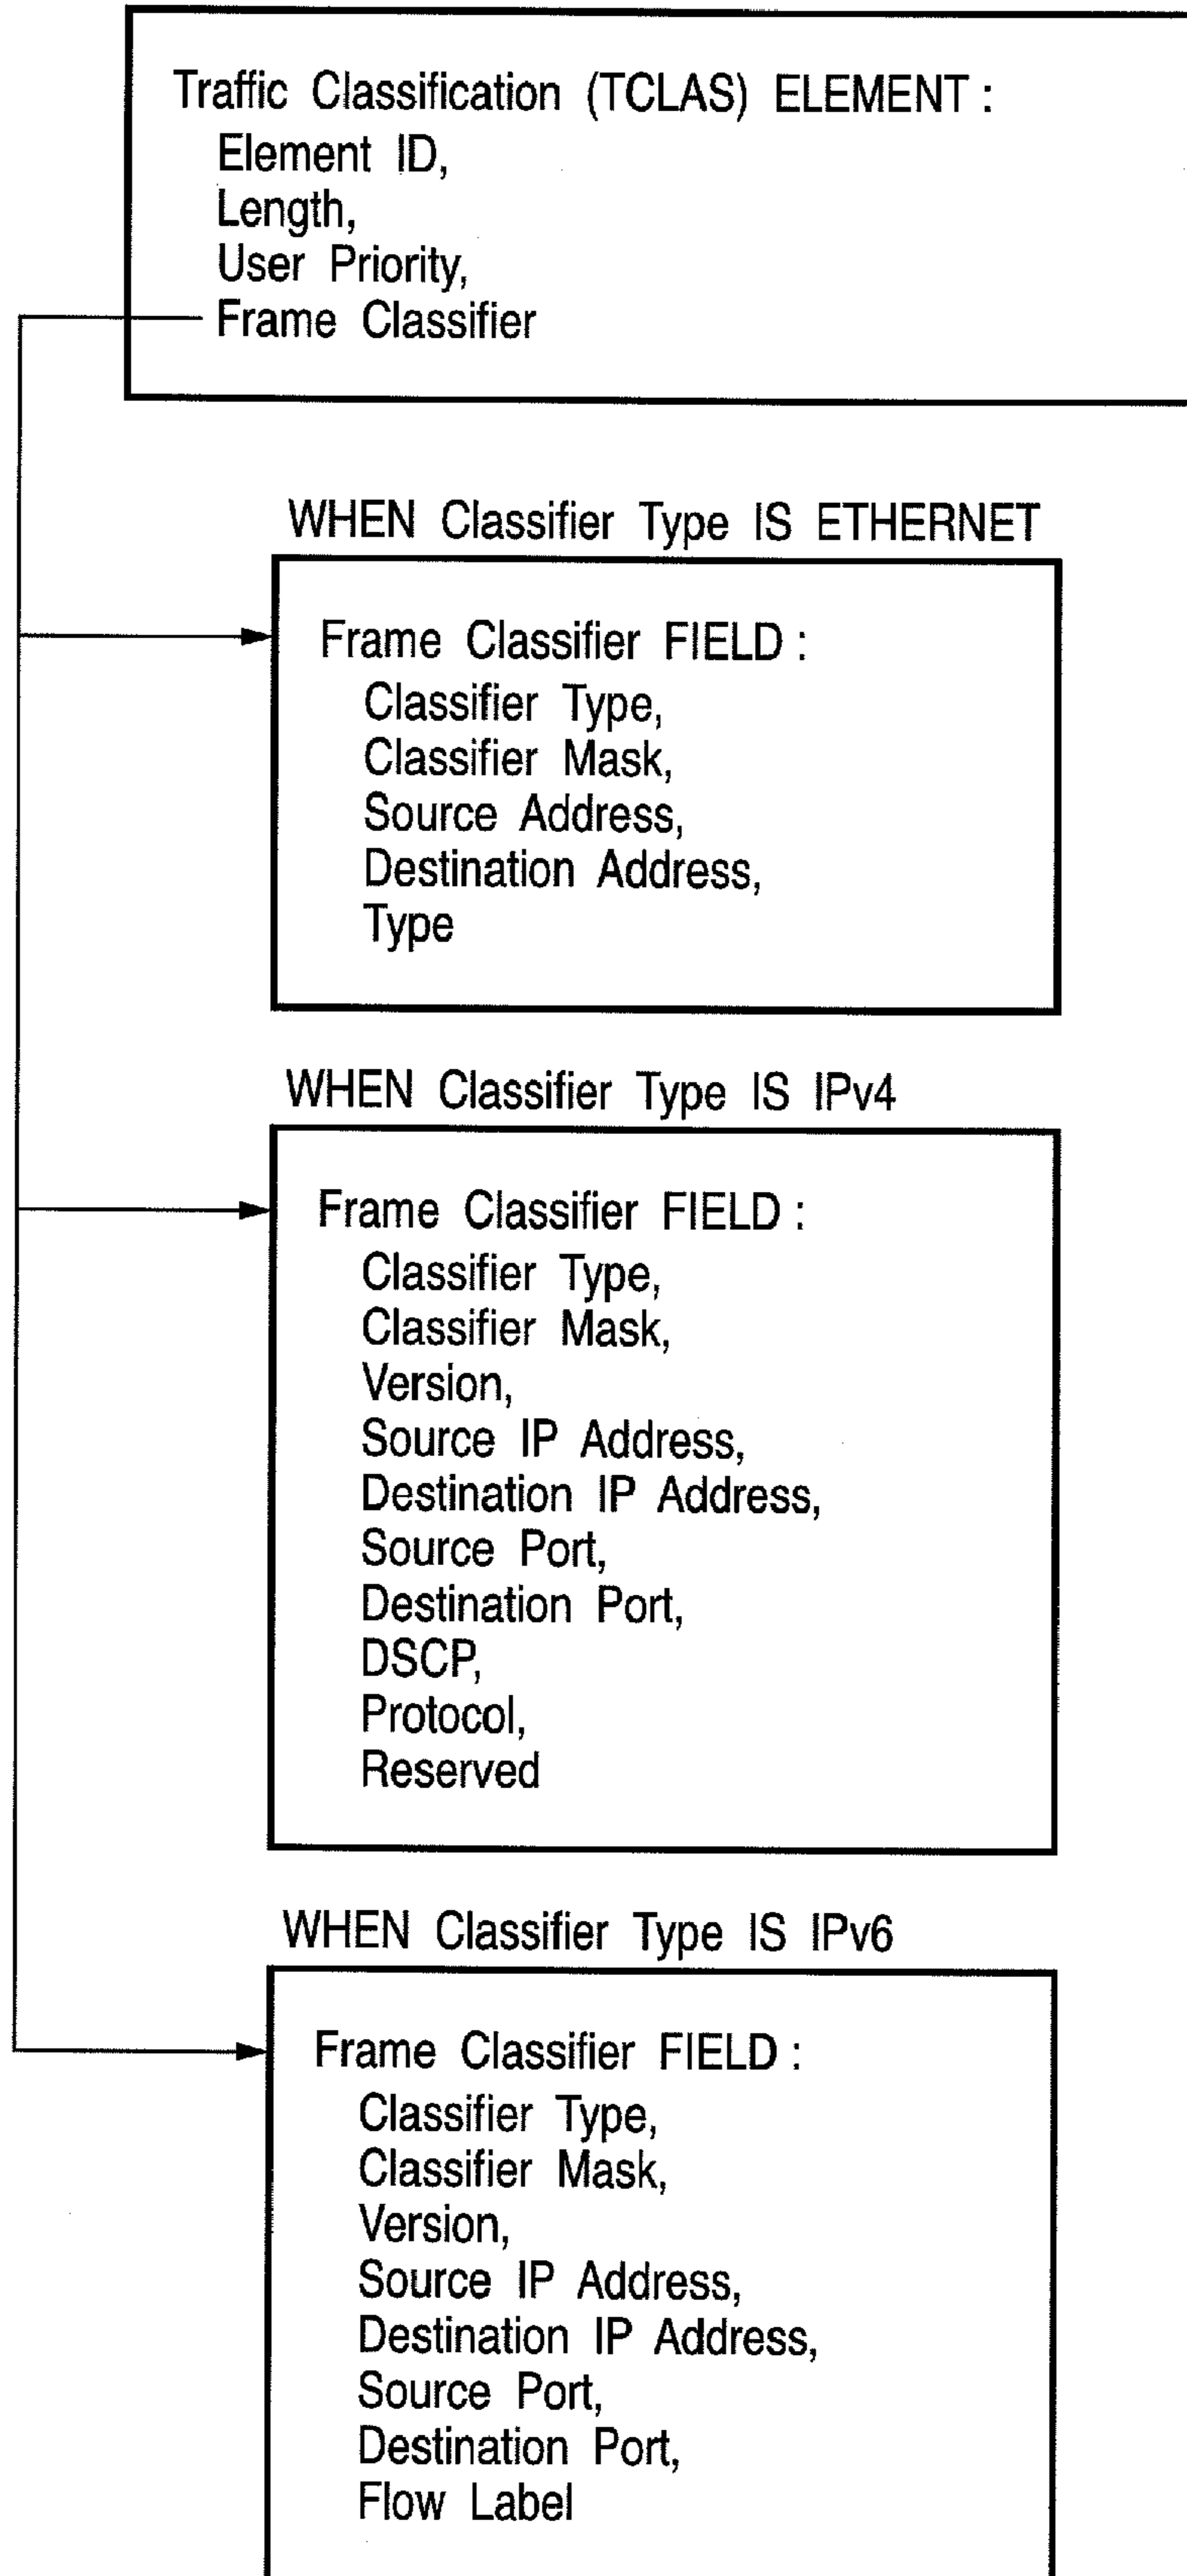 Traffic Classification (TCLAS) ELEMENT :
Element ID,
Length,
User Priority,
Frame Classifier
WHEN Classifier Type IS ETHERNET
Frame Classifier FIELD :
Classifier Type,
Classifier Mask,
Source Address,
Destination Address,
Type
WHEN Classifier Type IS IPv4
Frame Classifier FIELD :
Classifier Type,
Classifier Mask,
Version,
Source IP Address,
Destination IP Address,
Source Port,
Destination Port,
DSCP,
Protocol,
Reserved
WHEN Classifier Type IS IPv6
Frame Classifier FIELD :
Classifier Type,
Classifier Mask,
Version,
Source IP Address,
Destination IP Address,
Source Port,
Destination Port,
Flow Label